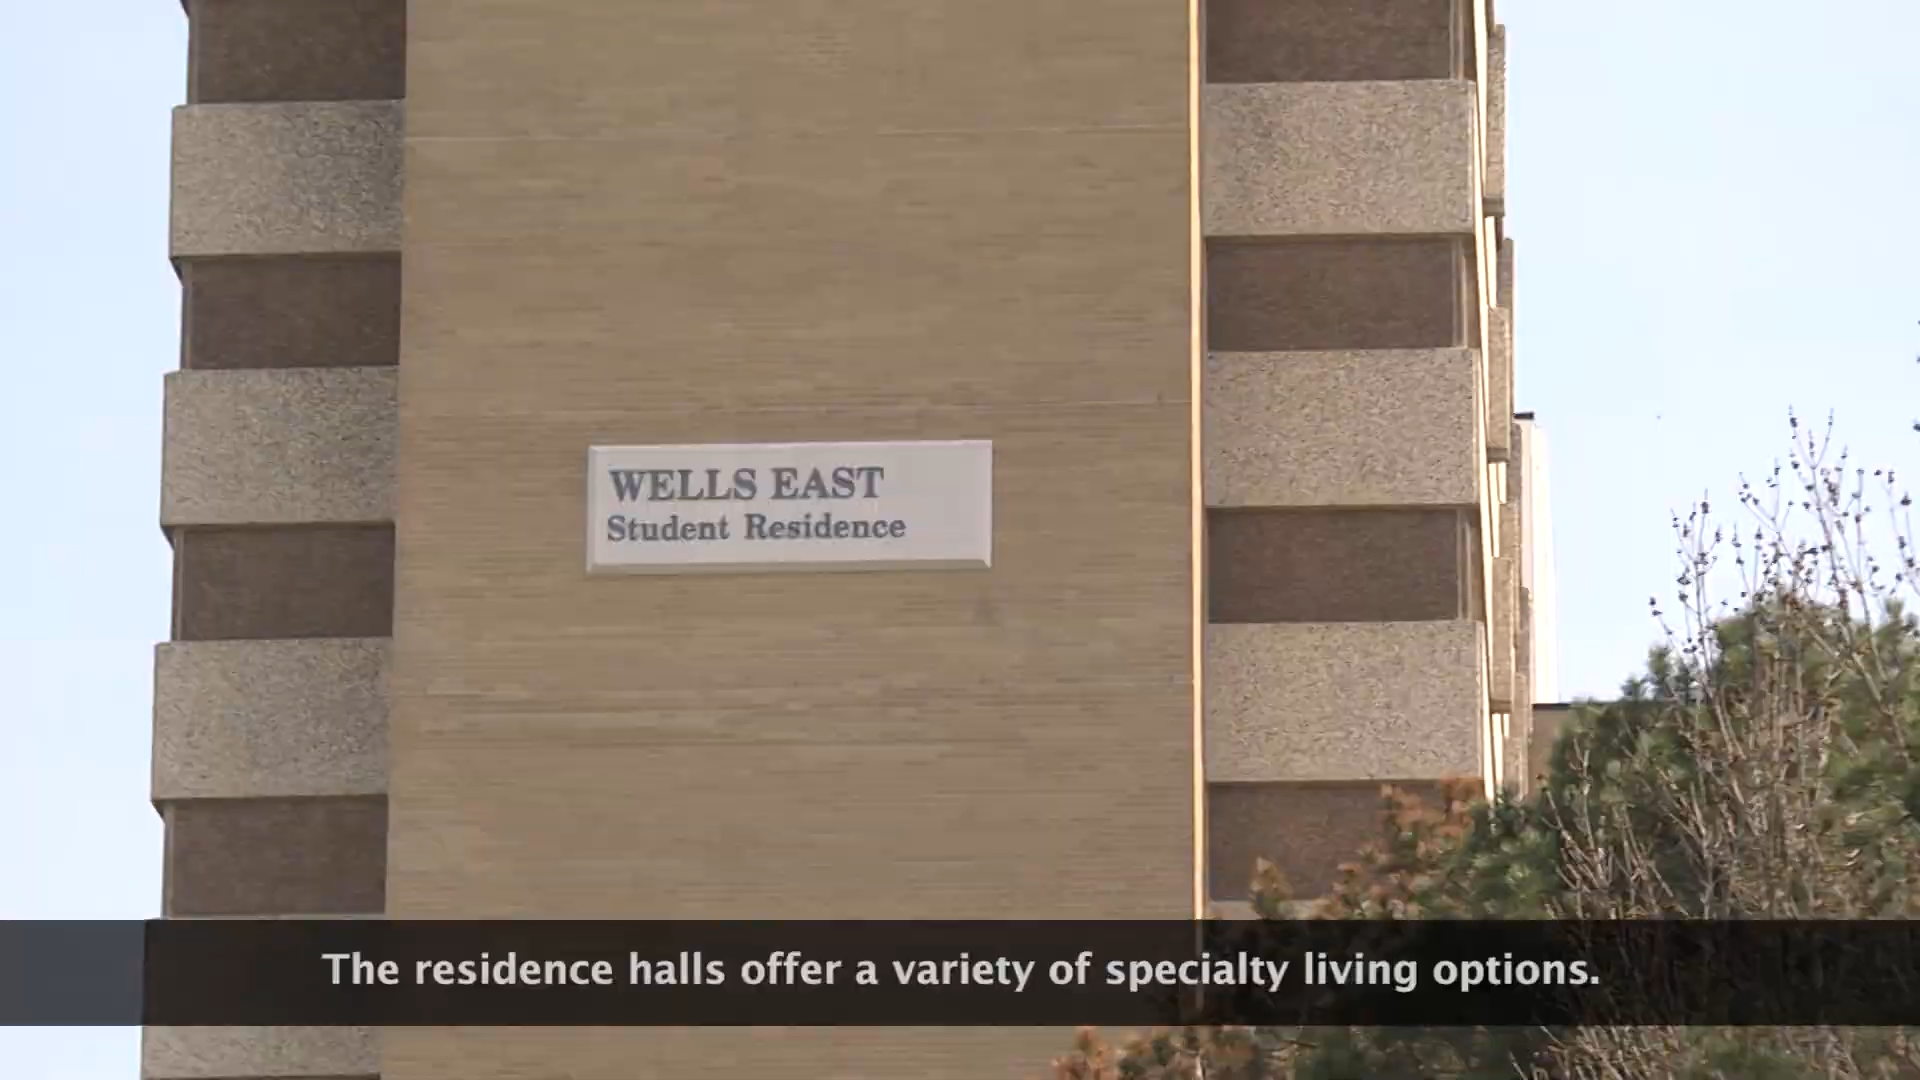 WELLS EAST
Student Residence
The residence halls offer a variety of specialty living options.